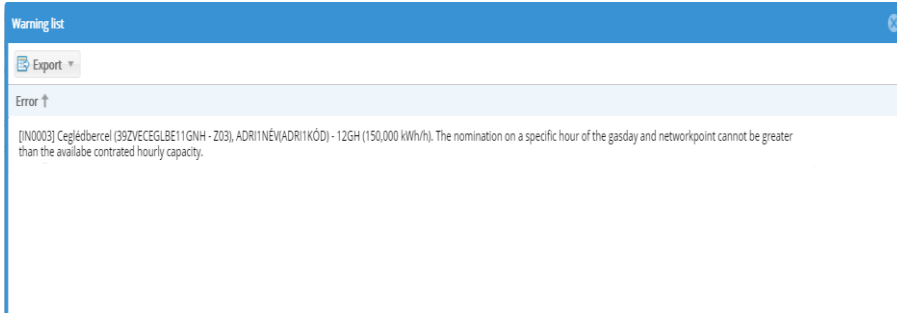 Warning list
Export
Error ↑
[IN0003] Ceglédbercel (39ZVECEGLBE11GNH - Z03), ADRI1NÉV(ADRI1KÓD) - 12GH (150,000 kWh/h). The nomination on a specific hour of the gasday and networkpoint cannot be greater
than the availabe contrated hourly capacity.